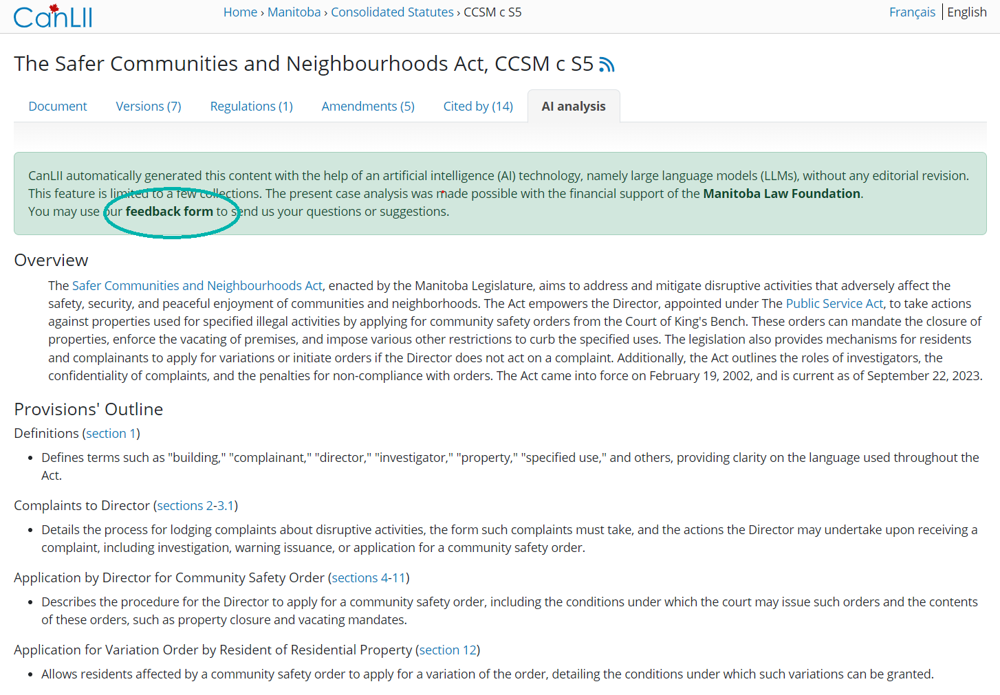 CanLII
Home › Manitoba › Consolidated Statutes › CCSM c S5
Français | English
The Safer Communities and Neighbourhoods Act, CCSM c S5
Document Versions (7) Regulations (1) Amendments (5) Cited by (14) AI analysis
CanLII automatically generated this content with the help of an artificial intelligence (AI) technology, namely large language models (LLMs), without any editorial revision.
This feature is limited to a few collections. The present case analysis was made possible with the financial support of the Manitoba Law Foundation.
You may use our feedback form to send us your questions or suggestions.
Overview
The Safer Communities and Neighbourhoods Act, enacted by the Manitoba Legislature, aims to address and mitigate disruptive activities that adversely affect the
safety, security, and peaceful enjoyment of communities and neighborhoods. The Act empowers the Director, appointed under The Public Service Act, to take actions
against properties used for specified illegal activities by applying for community safety orders from the Court of King's Bench. These orders can mandate the closure of
properties, enforce the vacating of premises, and impose various other restrictions to curb the specified uses. The legislation also provides mechanisms for residents
and complainants to apply for variations or initiate orders if the Director does not act on a complaint. Additionally, the Act outlines the roles of investigators, the
confidentiality of complaints, and the penalties for non-compliance with orders. The Act came into force on February 19, 2002, and is current as of September 22, 2023.
Provisions' Outline
Definitions (section 1)
• Defines terms such as "building," "complainant," "director," "investigator," "property," "specified use," and others, providing clarity on the language used throughout the
Act.
Complaints to Director (sections 2-3.1)
• Details the process for lodging complaints about disruptive activities, the form such complaints must take, and the actions the Director may undertake upon receiving a
complaint, including investigation, warning issuance, or application for a community safety order.
Application by Director for Community Safety Order (sections 4-11)
• Describes the procedure for the Director to apply for a community safety order, including the conditions under which the court may issue such orders and the contents
of these orders, such as property closure and vacating mandates.
Application for Variation Order by Resident of Residential Property (section 12)
• Allows residents affected by a community safety order to apply for a variation of the order, detailing the conditions under which such variations can be granted.